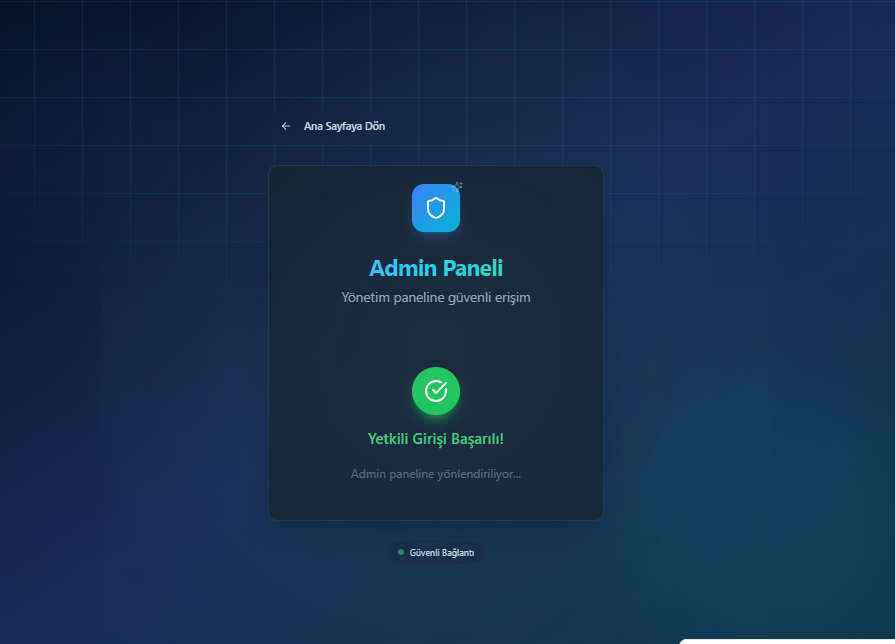 Ana Sayfaya Dön
Admin Paneli
Yönetim paneline güvenli erişim
Yetkili Girişi Başarılı!
Admin paneline yönlendiriliyor...
Güvenli Bağlantı